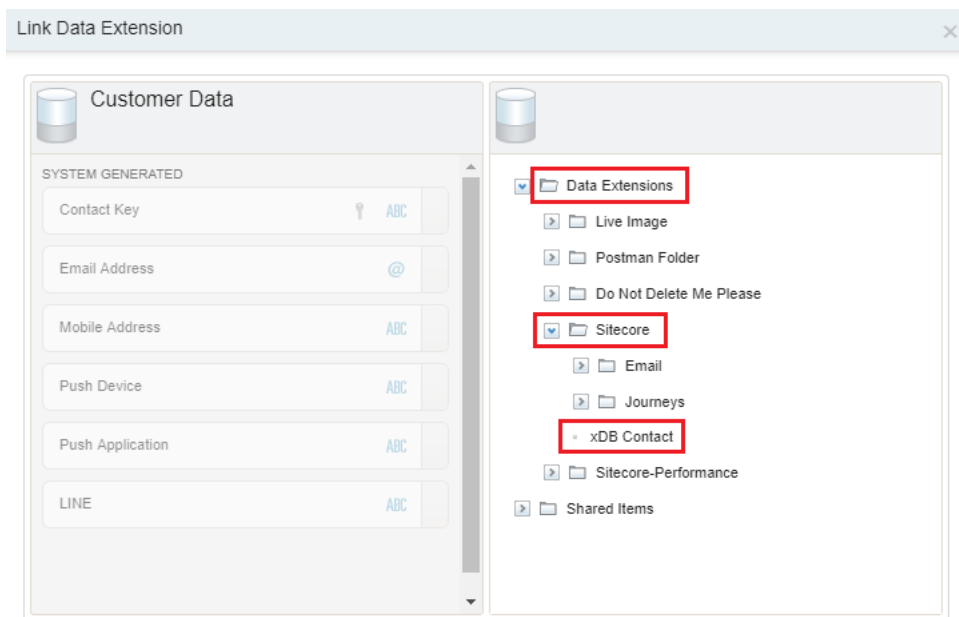 Link Data Extension
Customer Data
SYSTEM GENERATED
Contact Key ABC
Email Address @
Mobile Address ABC
Push Device ABC
Push Application ABC
LINE ABC
Data Extensions
Live Image
Postman Folder
Do Not Delete Me Please
Sitecore
Email
Journeys
xDB Contact
Sitecore-Performance
Shared Items